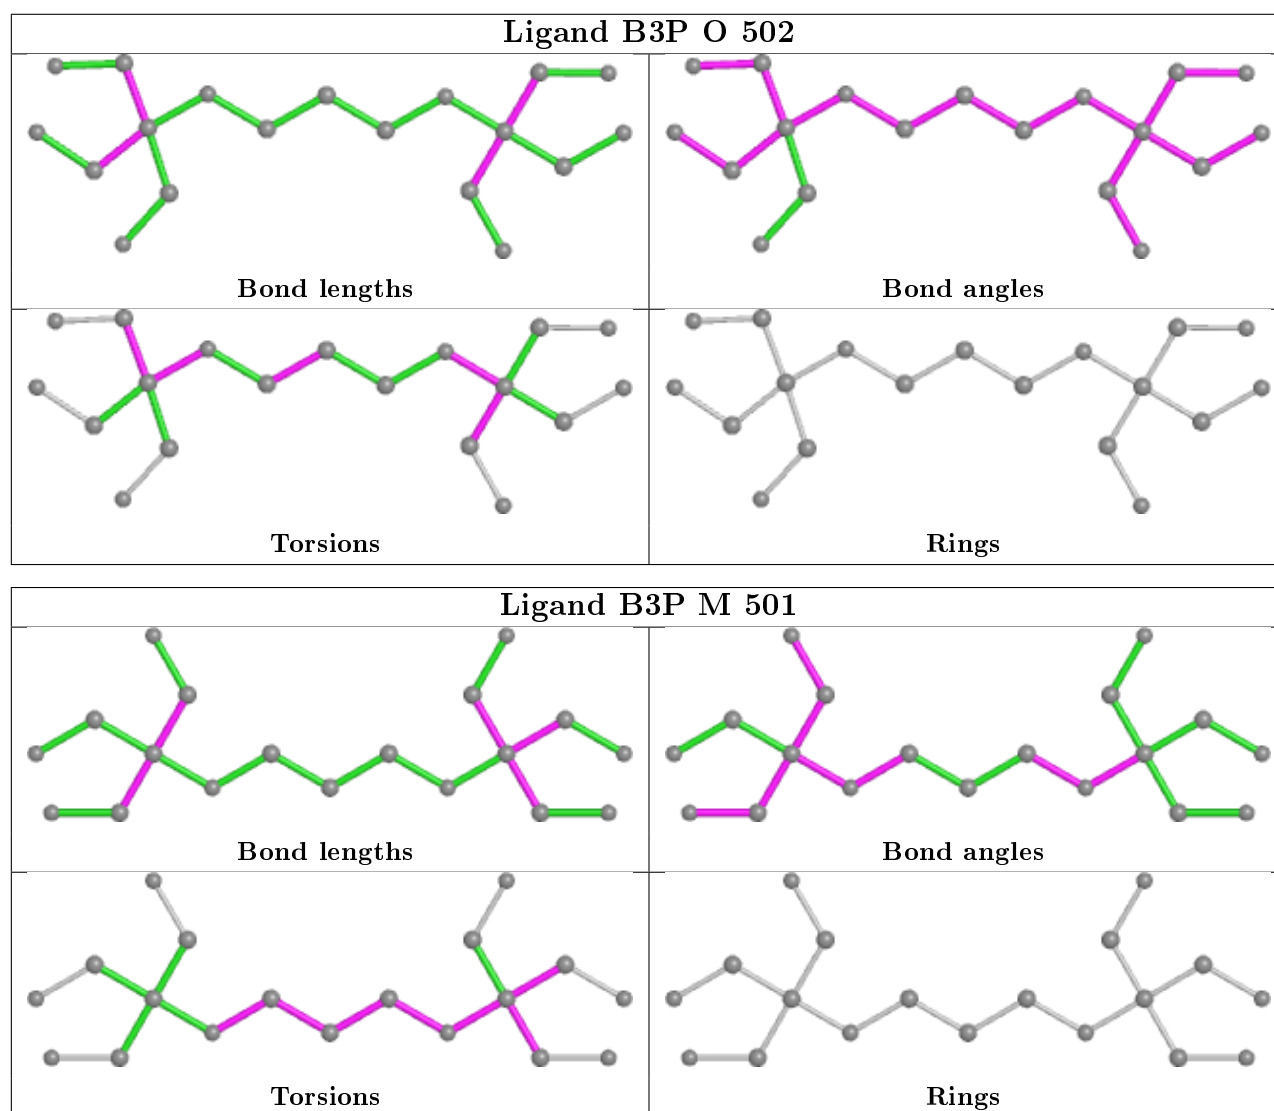 Ligand B3P O 502
Bond lengths
Bond angles
Torsions
Rings
Ligand B3P M 501
Bond lengths
Bond angles
Torsions
Rings